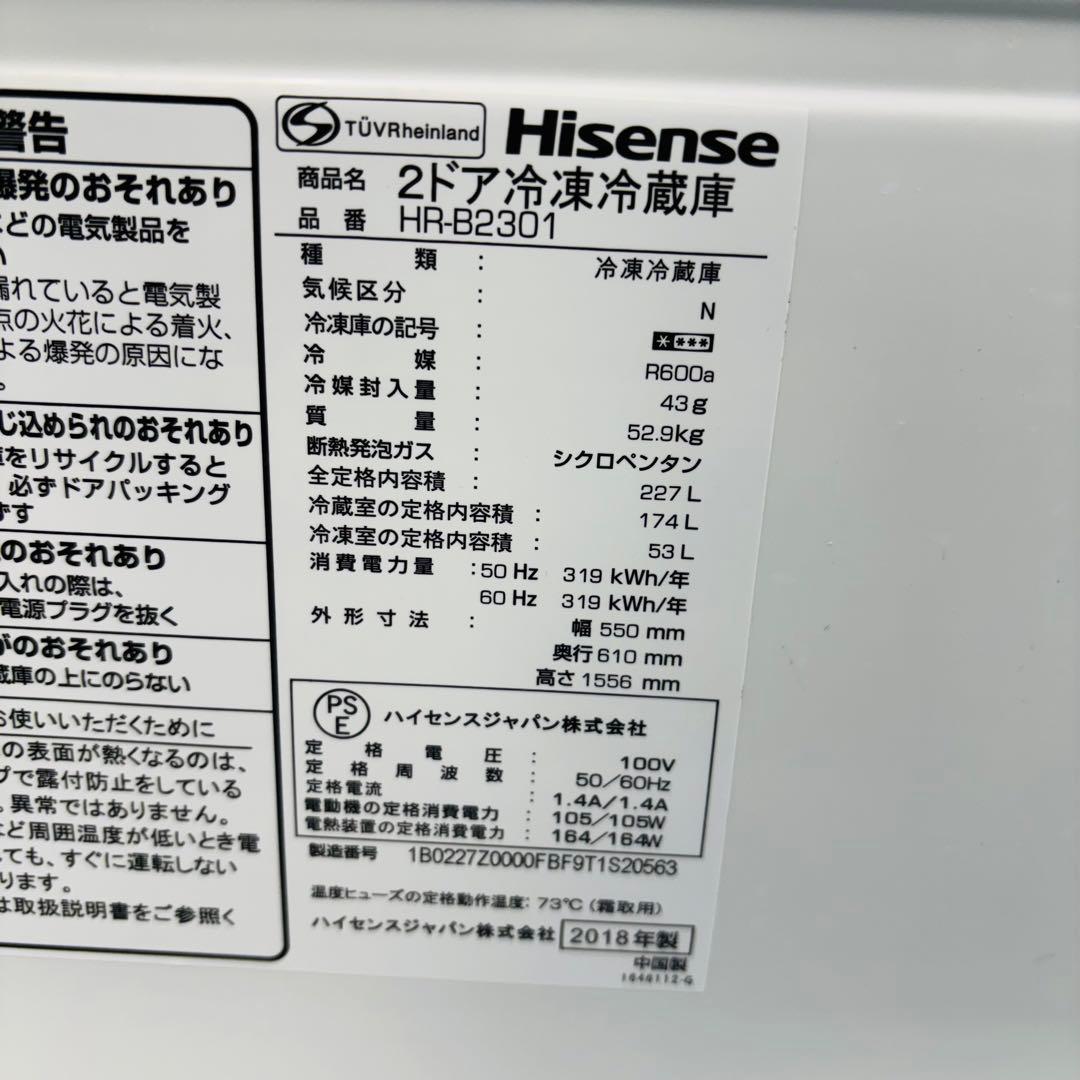 警告
爆発のおそれあり
などの電気製品を
い
漏れていると電気製
点の火花による着火、
よる爆発の原因にな
。
じ込められのおそれあり
庫をリサイクルすると
必ずドアパッキング
ずす
のおそれあり
入れの際は、
電源プラグを抜く
がのおそれあり
蔵庫の上にのらない
お使いいただくために
の表面が熱くなるのは、
プで露付防止をしている
。異常ではありません。
など周囲温度が低いとき電
ても、すぐに運転しない
ります。
は取扱説明書をご参照く
TÜVRheinland
Hisense
商品名 2ドア冷凍冷蔵庫
品番 HR-B2301
種類 : 冷凍冷蔵庫
気候区分 : N
冷凍庫の記号 : ****
冷媒 : R600a
冷媒封入量 : 43g
質量 : 52.9kg
断熱発泡ガス : シクロペンタン
全定格内容積 : 227 L
冷蔵室の定格内容積 : 174 L
冷凍室の定格内容積 : 53 L
消費電力量 : 50 Hz 319 kWh/年
60 Hz 319 kWh/年
外形寸法 : 幅 550 mm
奥行 610 mm
高さ 1556 mm
PSE ハイセンスジャパン株式会社
定格電圧 : 100V
定格周波数 : 50/60Hz
定格電流 : 1.4A/1.4A
電動機の定格消費電力 : 105/105W
電熱装置の定格消費電力 : 164/164W
製造番号 1B0227Z0000FBF9T1S20563
温度ヒューズの定格動作温度: 73℃ (霜取用)
ハイセンスジャパン株式会社 2018年製
中国製